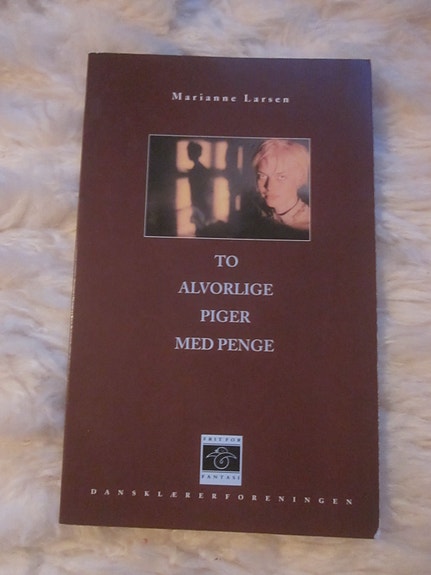 Marianne Larsen
TO
ALVORLIGE
PIGER
MED PENGE
FRIT FOR
FANTASI
DANSKLÆRERFORENINGEN